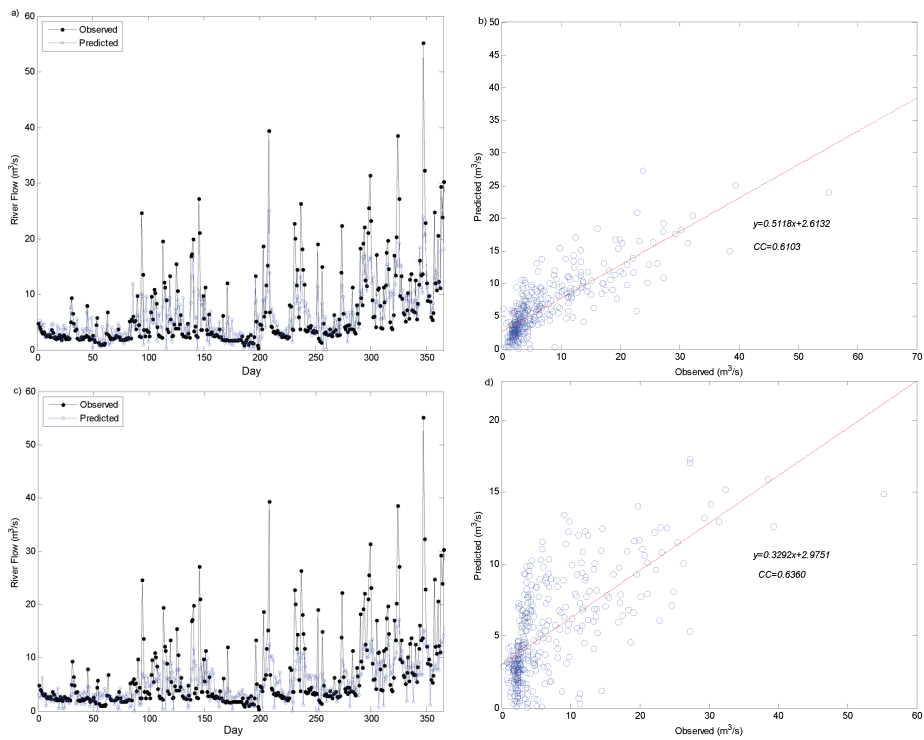 a)
60
50
40
30
20
10
0
River Flow (m³/s)
Observed
Predicted
0 50 100 150 200 250 300 350
Day
b)
50
45
40
35
30
25
20
15
10
5
0
Predicted (m³/s)
y=0.5118x+2.6132
CC=0.6103
0 10 20 30 40 50 60 70
Observed (m³/s)
c)
60
50
40
30
20
10
0
River Flow (m³/s)
Observed
Predicted
0 50 100 150 200 250 300 350
Day
d)
20
15
10
5
0
Predicted (m³/s)
y=0.3292x+2.9751
CC=0.6360
0 10 20 30 40 50 60
Observed (m³/s)